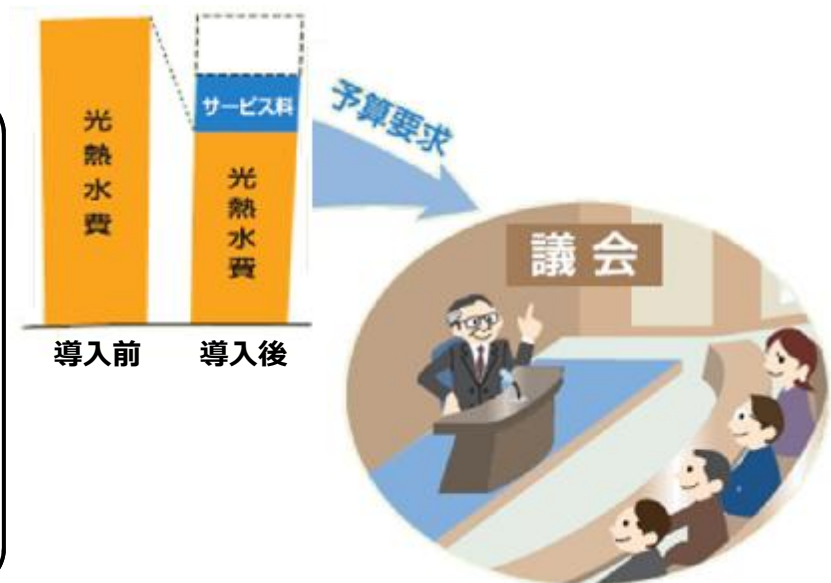 光熱水費
サービス料
光熱水費
導入前
導入後
予算要求
議会